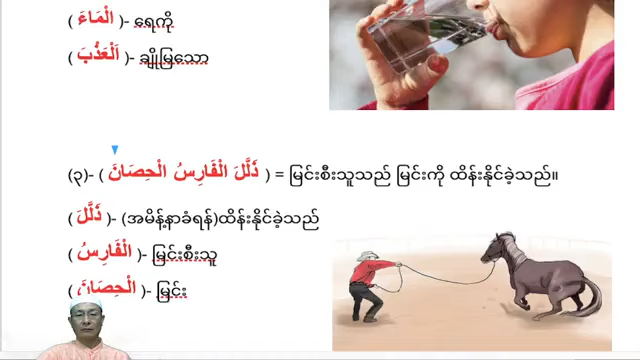 ( الْمَاءَ )- ရေကို
( اَلْعَذْبَ )- ချိုမြသော
(၃)- ( ذَلَّلَ الْفَارِسُ الْحِصَانَ ) = မြင်းစီးသူသည် မြင်းကို ထိန်းနိုင်ခဲ့သည်။
( ذَلَّلَ )- (အမိန့်နာခံရန်)ထိန်းနိုင်ခဲ့သည်
( الْفَارِسُ )- မြင်းစီးသူ
( الْحِصَانَ )- မြင်း